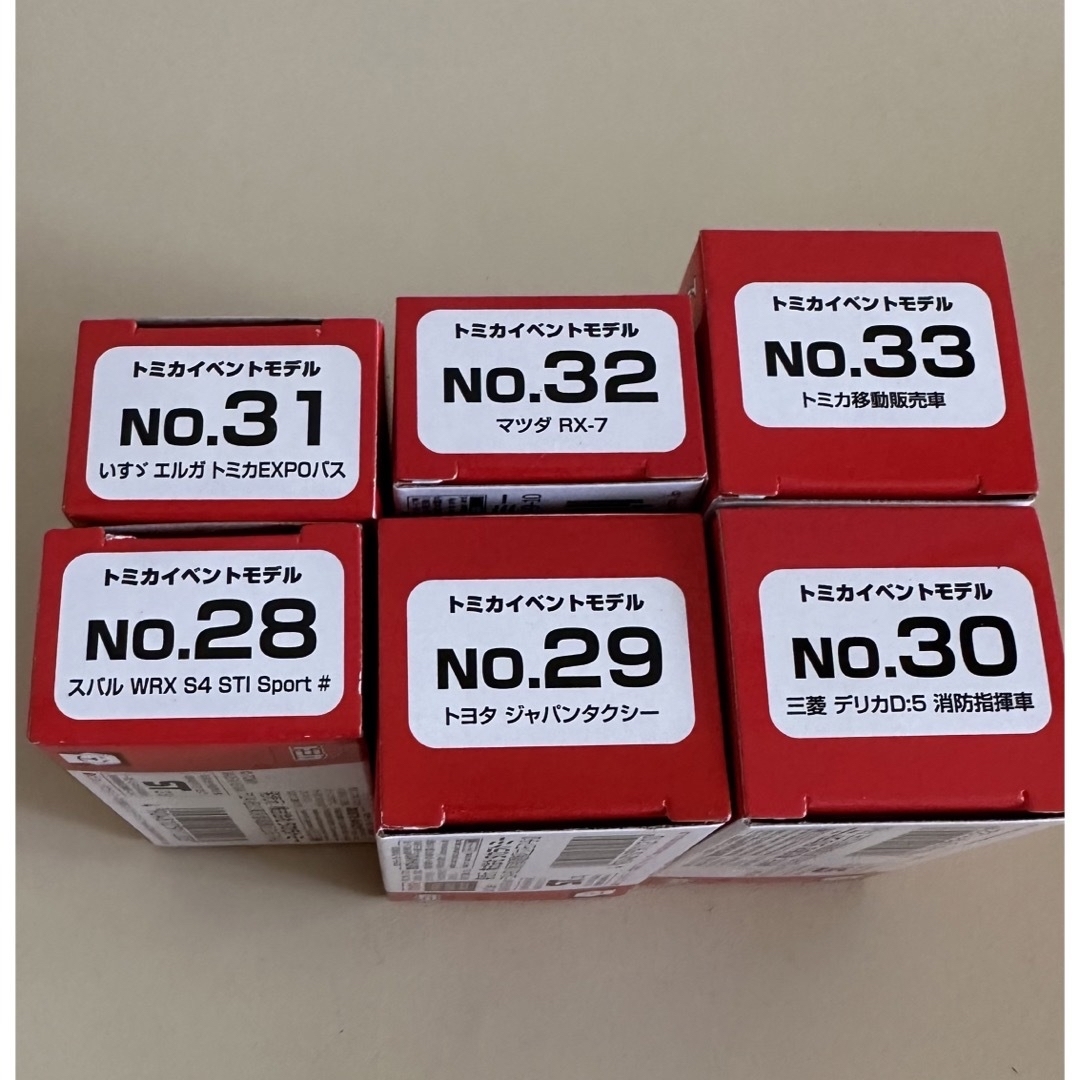 トミカイベントモデル
NO.31
いすゞ エルガ トミカEXPOバス
トミカイベントモデル
NO.32
マツダ RX-7
トミカイベントモデル
NO.33
トミカ移動販売車
トミカイベントモデル
NO.28
スバル WRX S4 STI Sport #
トミカイベントモデル
NO.29
トヨタ ジャパンタクシー
トミカイベントモデル
NO.30
三菱 デリカD:5 消防指揮車